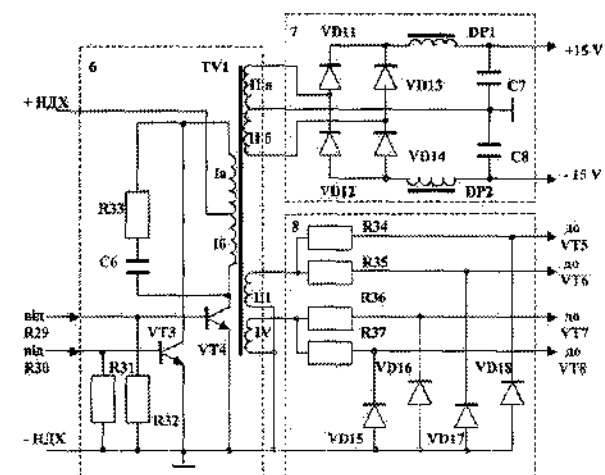 6
TV1
+ НДХ
R33
C6
Iа
Iб
IIа
IIб
III
IV
від
R29
від
R30
VT3
VT4
R31
R32
- НДХ
7
VD11
DP1
+15 V
VD13
C7
VD14
C8
VD12
DP2
- 15 V
8
R34
до
VT5
R35
до
VT6
R36
до
VT7
R37
до
VT8
VD16
VD18
VD15
VD17